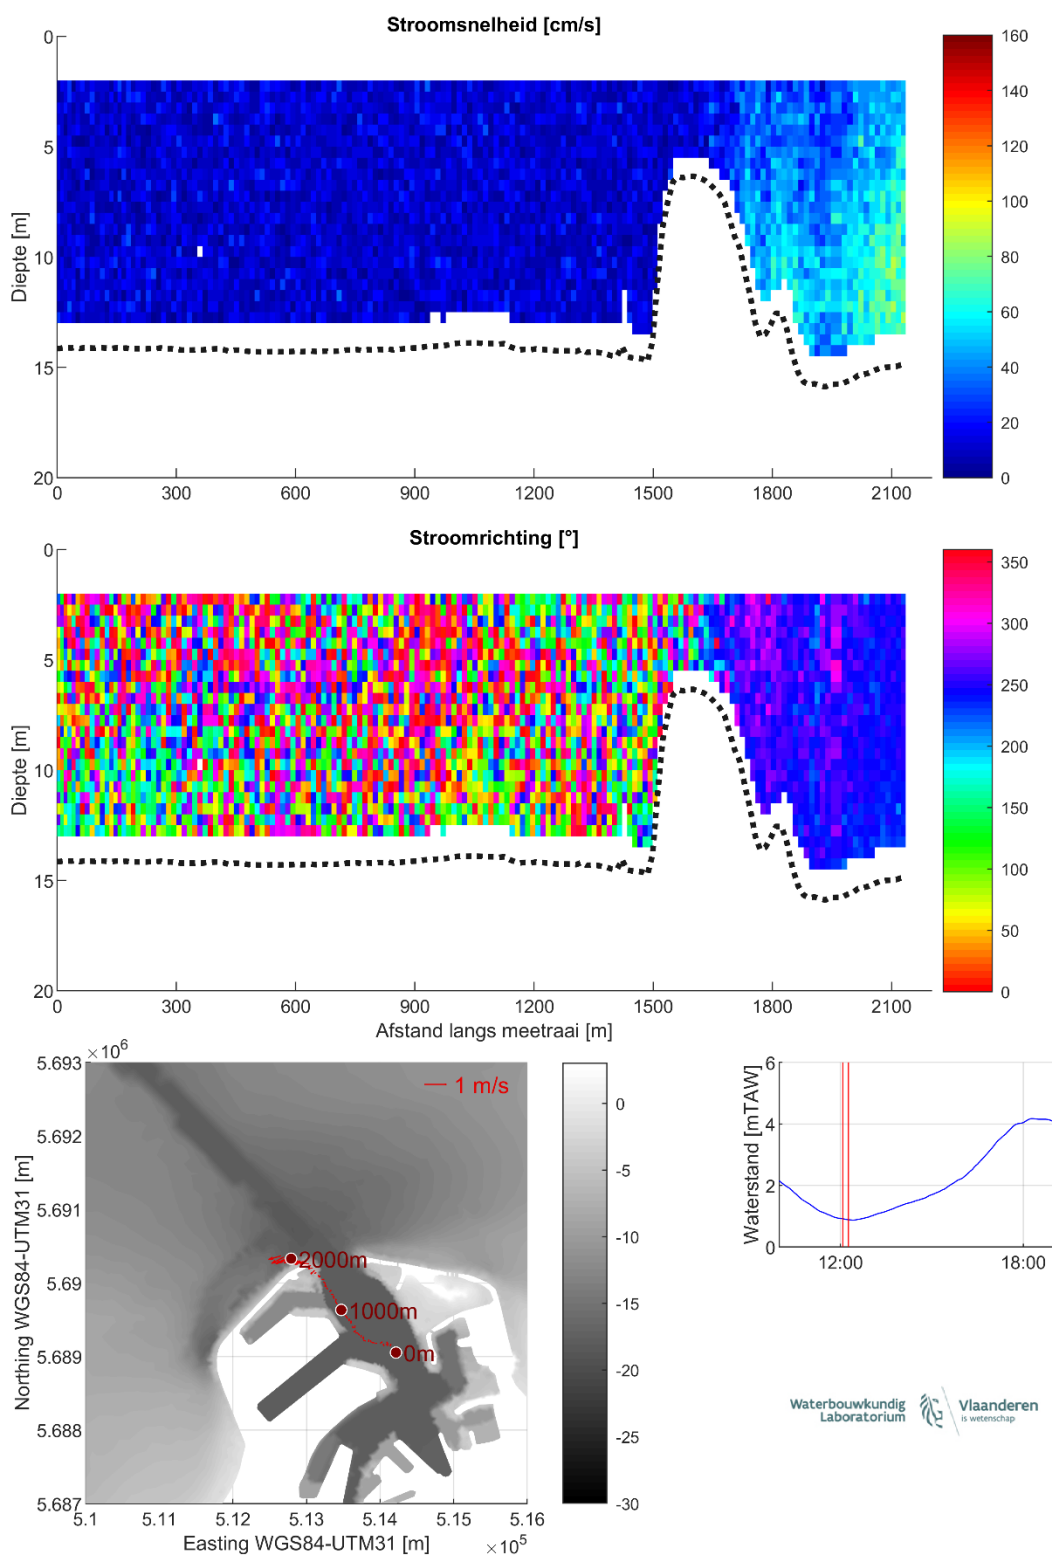 Stroomsnelheid [cm/s]
Diepte [m]
0
5
10
15
20
0 300 600 900 1200 1500 1800 2100
160
140
120
100
80
60
40
20
0
Stroomrichting [°]
Diepte [m]
0
5
10
15
20
0 300 600 900 1200 1500 1800 2100
Afstand langs meetraai [m]
350
300
250
200
150
100
50
0
×10⁶
5.693
5.692
5.691
5.69
5.689
5.688
5.687
Northing WGS84-UTM31 [m]
1 m/s
2000m
1000m
0m
5.1 5.11 5.12 5.13 5.14 5.15 5.16
Easting WGS84-UTM31 [m]
×10⁵
0
-5
-10
-15
-20
-25
-30
Waterstand [mTAW]
6
4
2
0
12:00 18:00
Waterbouwkundig
Laboratorium
Vlaanderen
is wetenschap